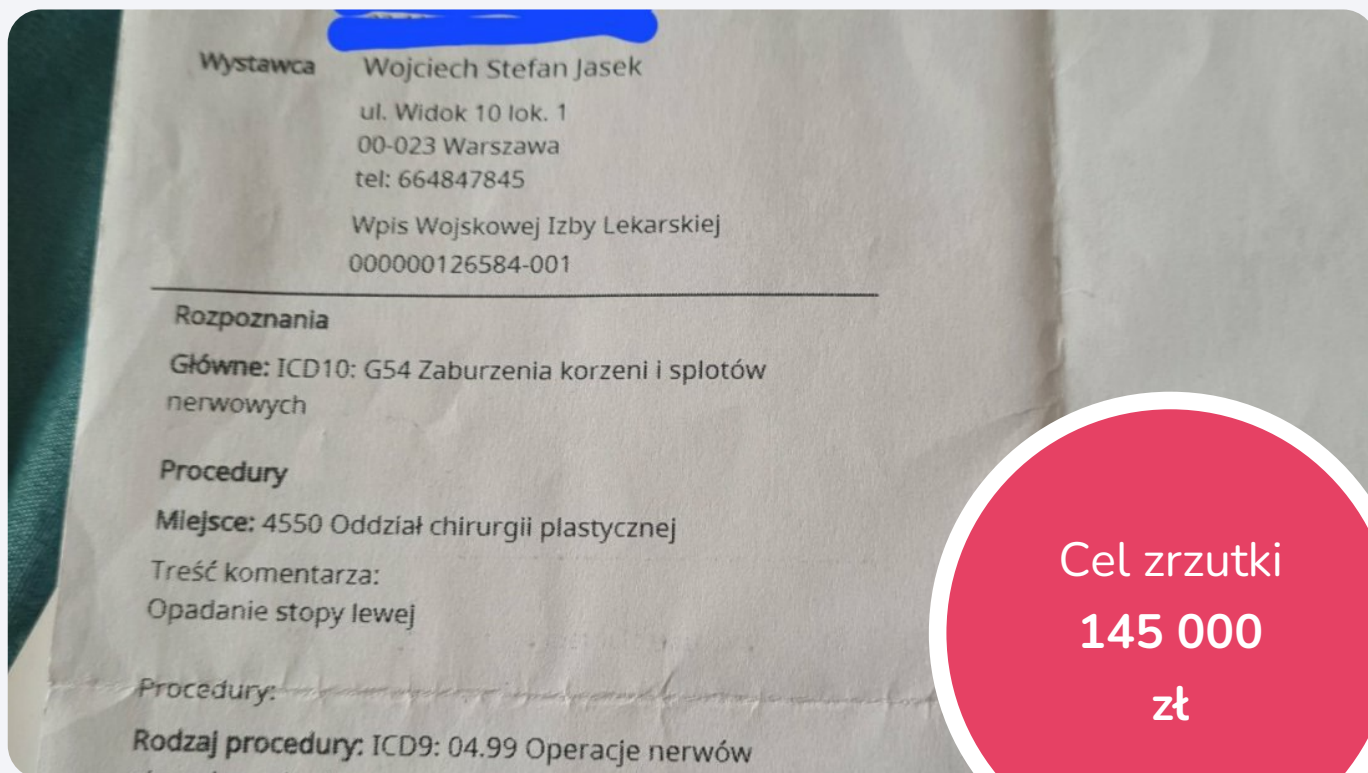 Wystawca Wojciech Stefan Jasek
ul. Widok 10 lok. 1
00-023 Warszawa
tel: 664847845
Wpis Wojskowej Izby Lekarskiej
000000126584-001
Rozpoznania
Główne: ICD10: G54 Zaburzenia korzeni i splotów
nerwowych
Procedury
Miejsce: 4550 Oddział chirurgii plastycznej
Treść komentarza:
Opadanie stopy lewej
Procedury:
Rodzaj procedury: ICD9: 04.99 Operacje nerwów
Cel zrzutki
145 000
zł